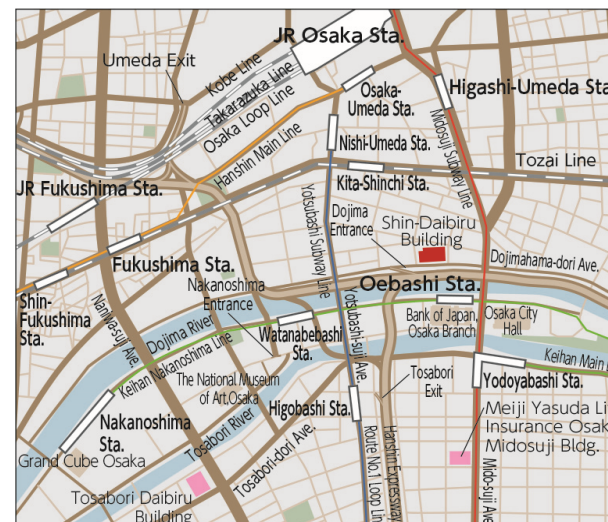 JR Osaka Sta.
Umeda Exit
Kobe Line
Takarazuka Line
Osaka Loop Line
Osaka-
Umeda Sta.
Higashi-Umeda Sta
Midosuji Subway Line
Nishi-Umeda Sta.
Hanshin Main Line
Tozai Line
Kita-Shinchi Sta.
JR Fukushima Sta.
Yotsubashi Subway Line
Dojima
Entrance
Shin-Daibiru
Building
Dojimahama-dori Ave.
Fukushima Sta.
Shin-
Fukushima
Sta.
Naniwa-suji Ave.
Nakanoshima
Entrance
Oebashi Sta.
Dojima River
Keihan Nakanoshima Line
Watanabebashi
Sta.
Yotsubashi-suji Ave.
Bank of Japan,
Osaka Branch
Osaka City
Hall
Keihan Main
The National Museum
of Art,Osaka
Tosabori
Exit
Yodoyabashi Sta.
Higobashi Sta.
Nakanoshima
Sta.
Tosabori River
Tosabori-dori Ave.
Meiji Yasuda Li
Insurance Osak
Midosuji Bldg.
Grand Cube Osaka
Route No.1 Loop Lin
Hanshin Expressway
Mido-suji Ave.
Tosabori Daibiru
Building